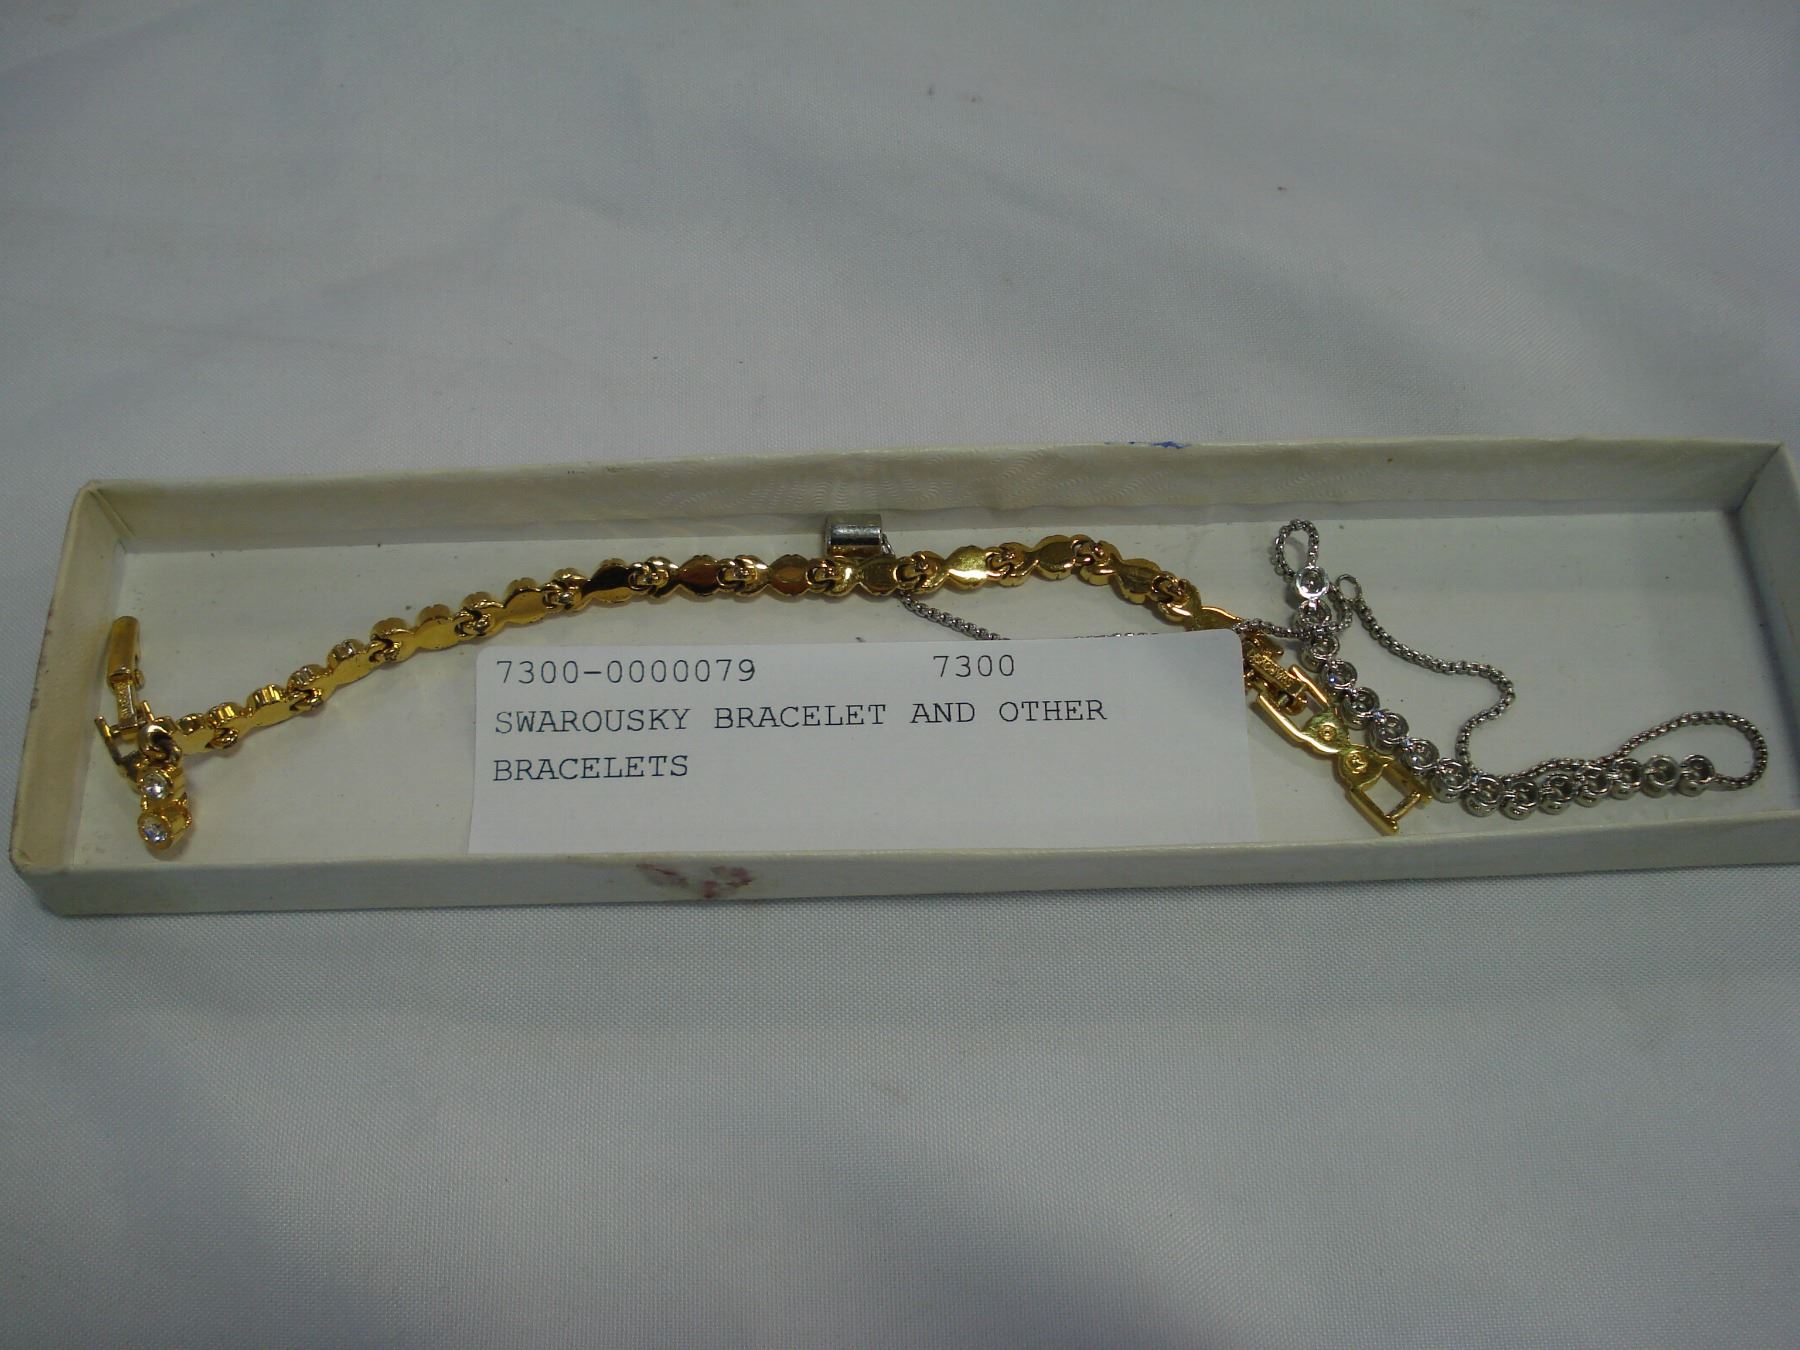 7300-0000079 7300
SWAROUSKY BRACELET AND OTHER
BRACELETS